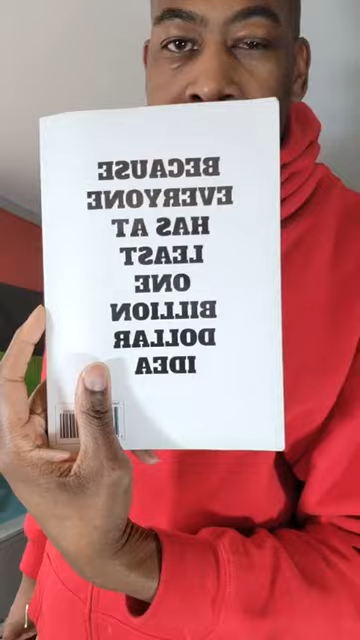 BECAUSE
EVERYONE
HAS AT
LEAST
ONE
BILLION
DOLLAR
IDEA